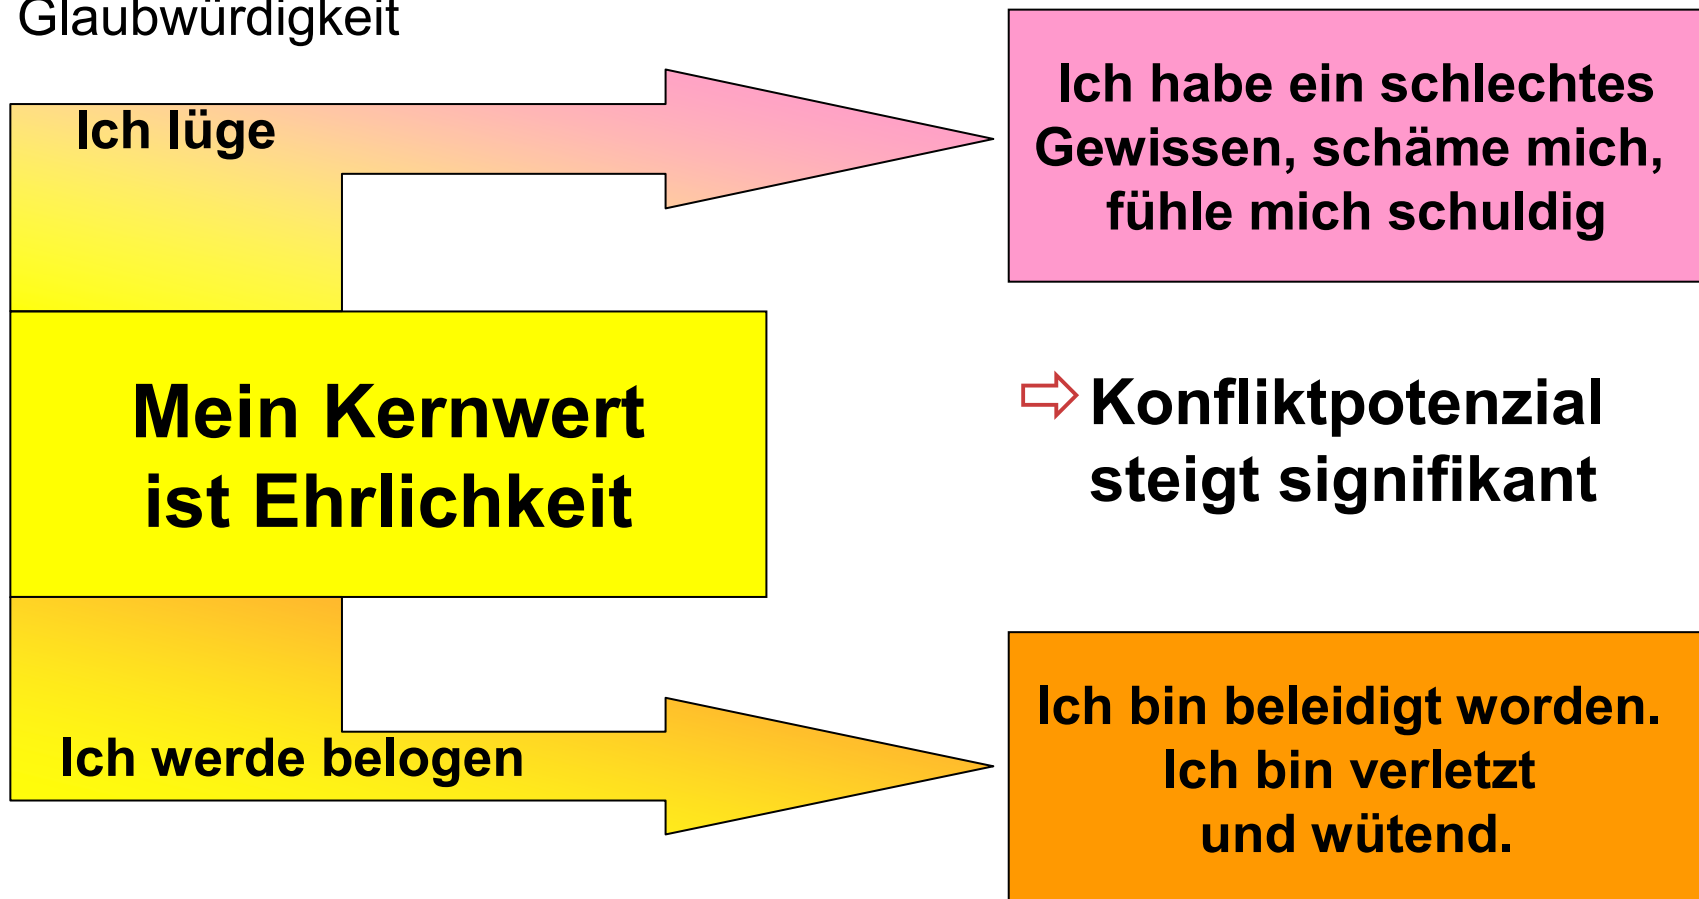 Glaubwürdigkeit
Ich lüge
Ich habe ein schlechtes
Gewissen, schäme mich,
fühle mich schuldig
Mein Kernwert
ist Ehrlichkeit
Konfliktpotenzial
steigt signifikant
Ich werde belogen
Ich bin beleidigt worden.
Ich bin verletzt
und wütend.